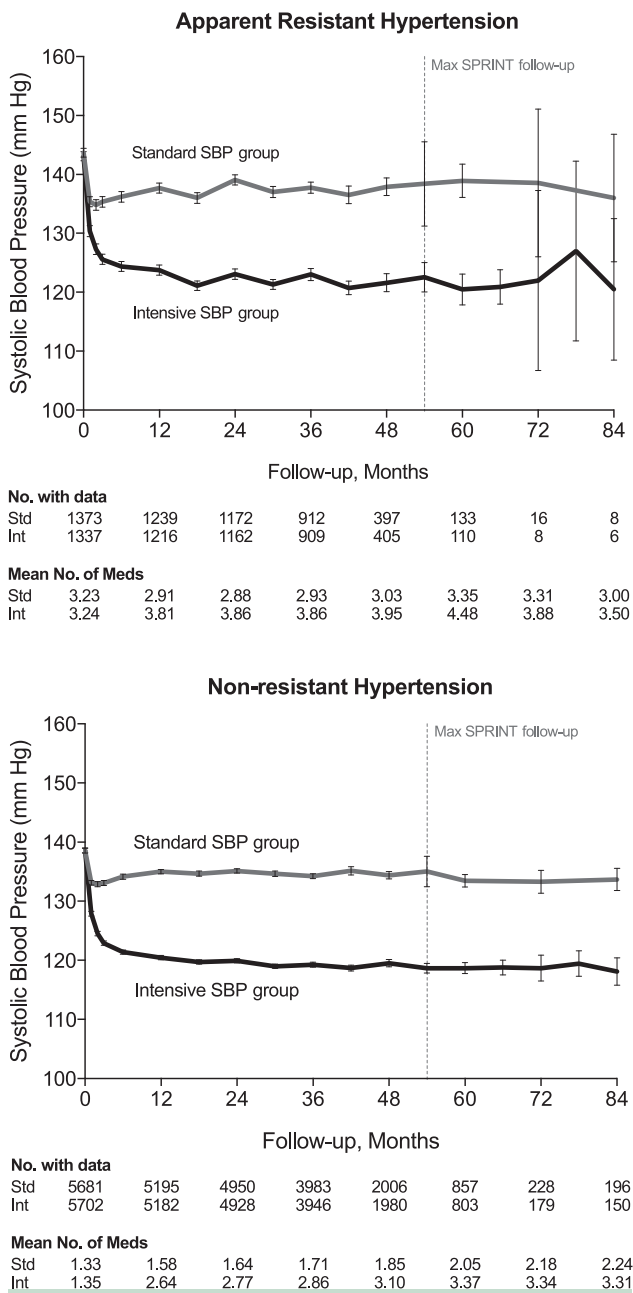 Apparent Resistant Hypertension
Systolic Blood Pressure (mm Hg)
160
150
140
130
120
110
100
Max SPRINT follow-up
Standard SBP group
Intensive SBP group
0 12 24 36 48 60 72 84
Follow-up, Months
No. with data
Std 1373 1239 1172 912 397 133 16 8
Int 1337 1216 1162 909 405 110 8 6
Mean No. of Meds
Std 3.23 2.91 2.88 2.93 3.03 3.35 3.31 3.00
Int 3.24 3.81 3.86 3.86 3.95 4.48 3.88 3.50
Non-resistant Hypertension
Systolic Blood Pressure (mm Hg)
160
150
140
130
120
110
100
Max SPRINT follow-up
Standard SBP group
Intensive SBP group
0 12 24 36 48 60 72 84
Follow-up, Months
No. with data
Std 5681 5195 4950 3983 2006 857 228 196
Int 5702 5182 4928 3946 1980 803 179 150
Mean No. of Meds
Std 1.33 1.58 1.64 1.71 1.85 2.05 2.18 2.24
Int 1.35 2.64 2.77 2.86 3.10 3.37 3.34 3.31